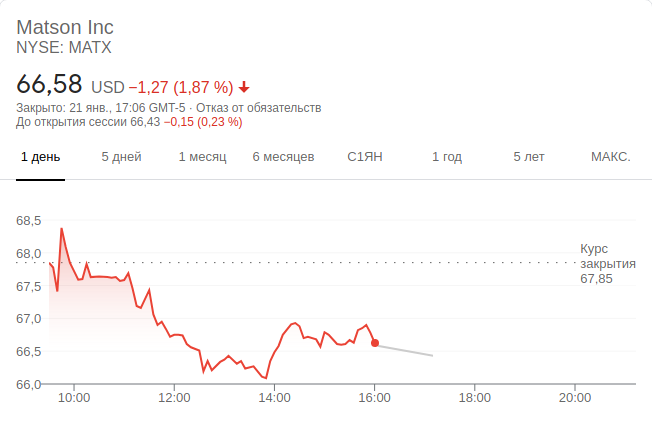 Matson Inc
NYSE: MATX
66,58 USD −1,27 (1,87 %)
Закрыто: 21 янв., 17:06 GMT-5 · Отказ от обязательств
До открытия сессии 66,43 −0,15 (0,23 %)
1 день 5 дней 1 месяц 6 месяцев С1ЯН 1 год 5 лет МАКС.
68,5
68,0
67,5
67,0
66,5
66,0
Курс
закрытия
67,85
10:00 12:00 14:00 16:00 18:00 20:00